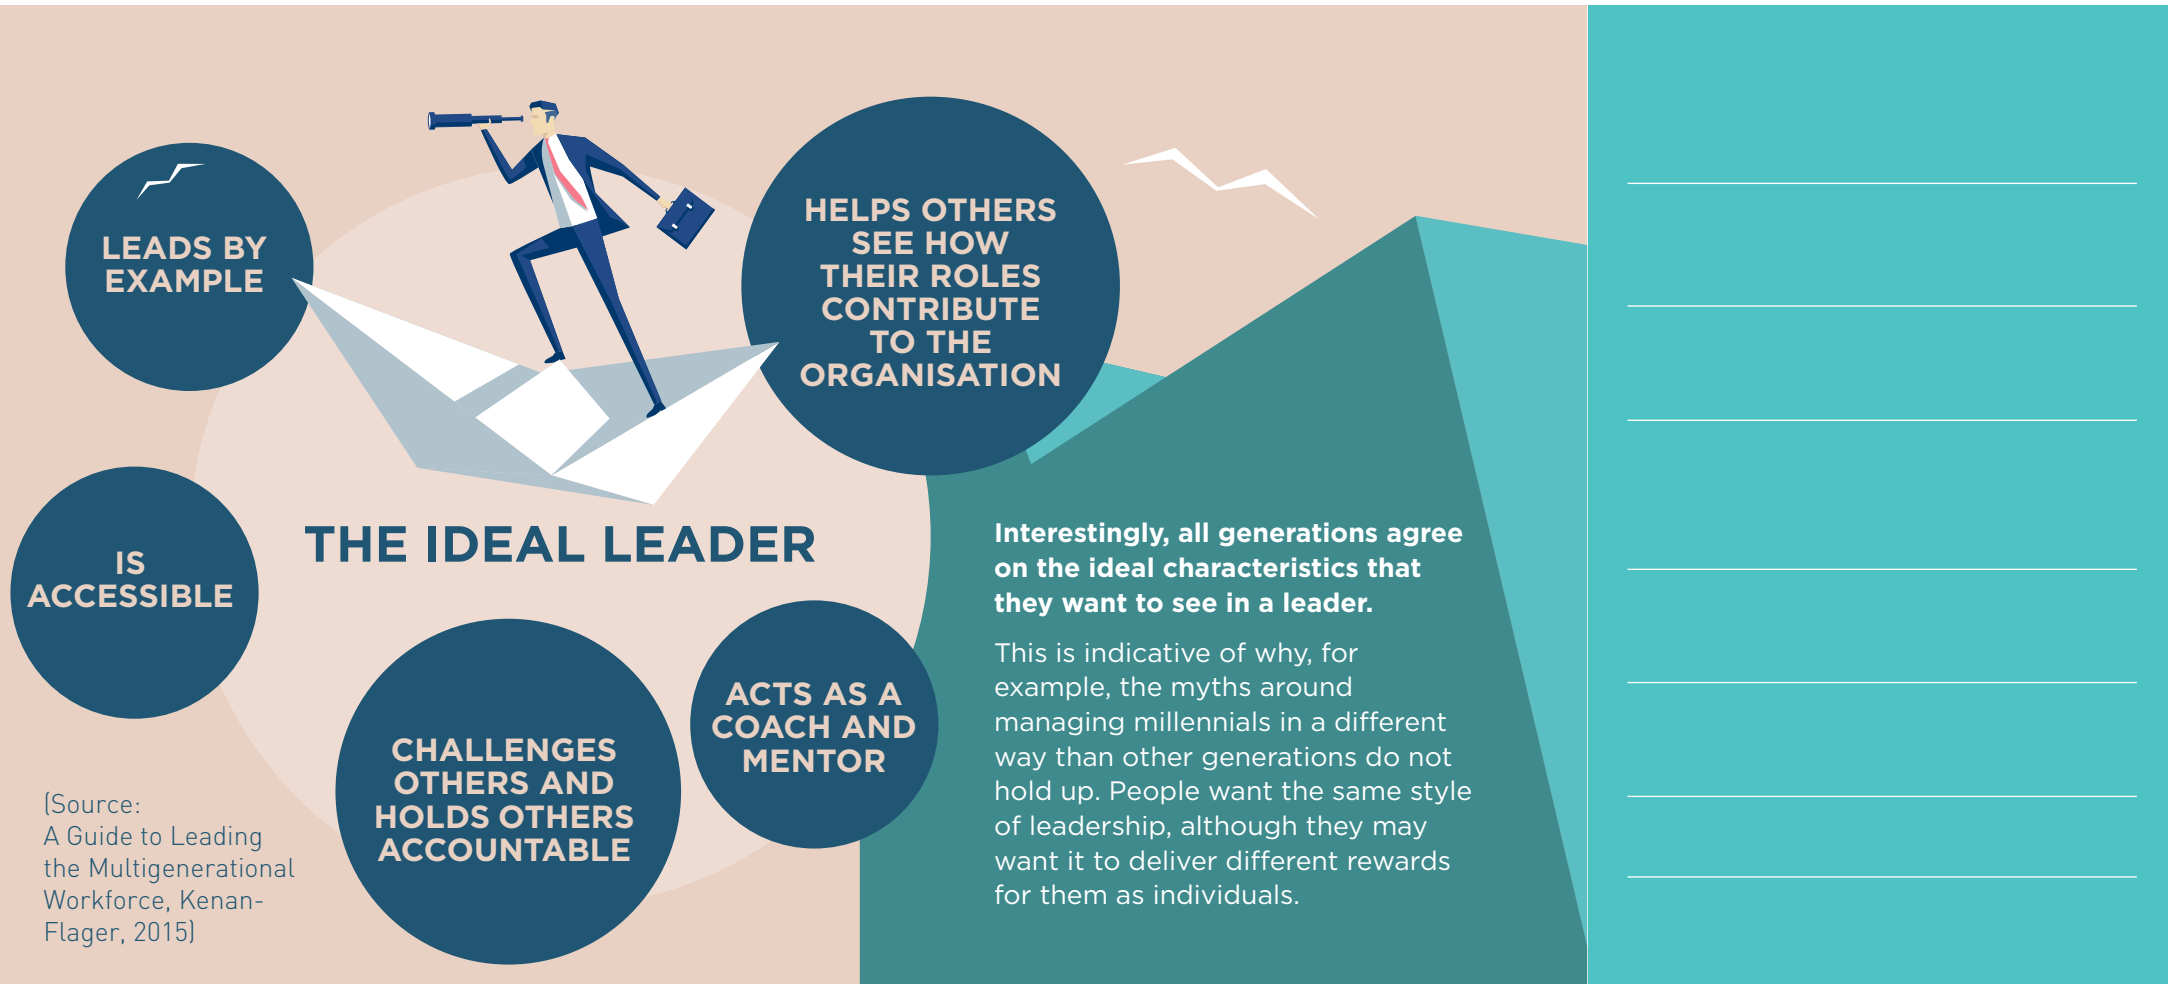 LEADS BY
EXAMPLE
HELPS OTHERS
SEE HOW
THEIR ROLES
CONTRIBUTE
TO THE
ORGANISATION
THE IDEAL LEADER
IS
ACCESSIBLE
CHALLENGES
OTHERS AND
HOLDS OTHERS
ACCOUNTABLE
ACTS AS A
COACH AND
MENTOR
(Source:
A Guide to Leading
the Multigenerational
Workforce, Kenan-
Flager, 2015)
Interestingly, all generations agree
on the ideal characteristics that
they want to see in a leader.
This is indicative of why, for
example, the myths around
managing millennials in a different
way than other generations do not
hold up. People want the same style
of leadership, although they may
want it to deliver different rewards
for them as individuals.